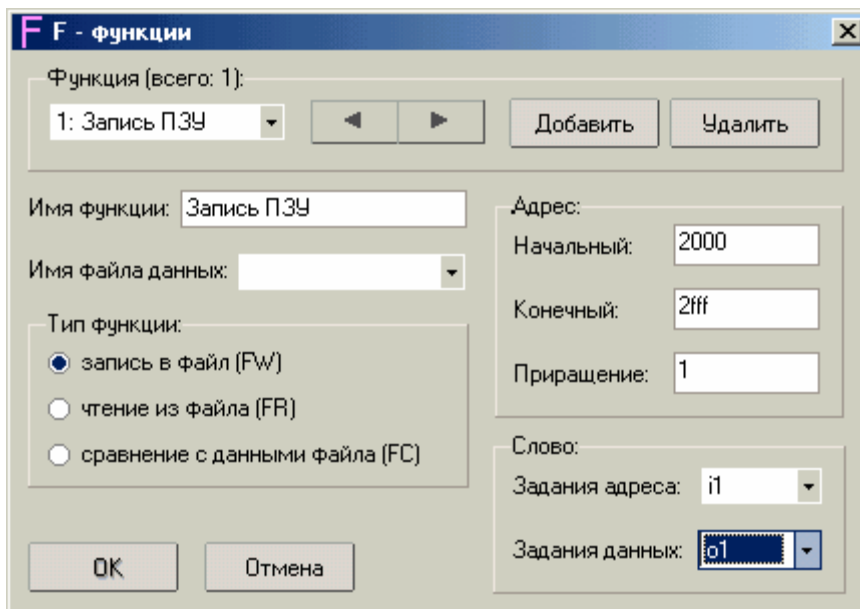 F F - функции
Функция (всего: 1):
1: Запись ПЗУ
Добавить
Удалить
Имя функции: Запись ПЗУ
Имя файла данных:
Тип функции:
запись в файл (FW)
чтение из файла (FR)
сравнение с данными файла (FC)
Адрес:
Начальный: 2000
Конечный: 2fff
Приращение: 1
Слово:
Задания адреса: i1
Задания данных: o1
OK
Отмена